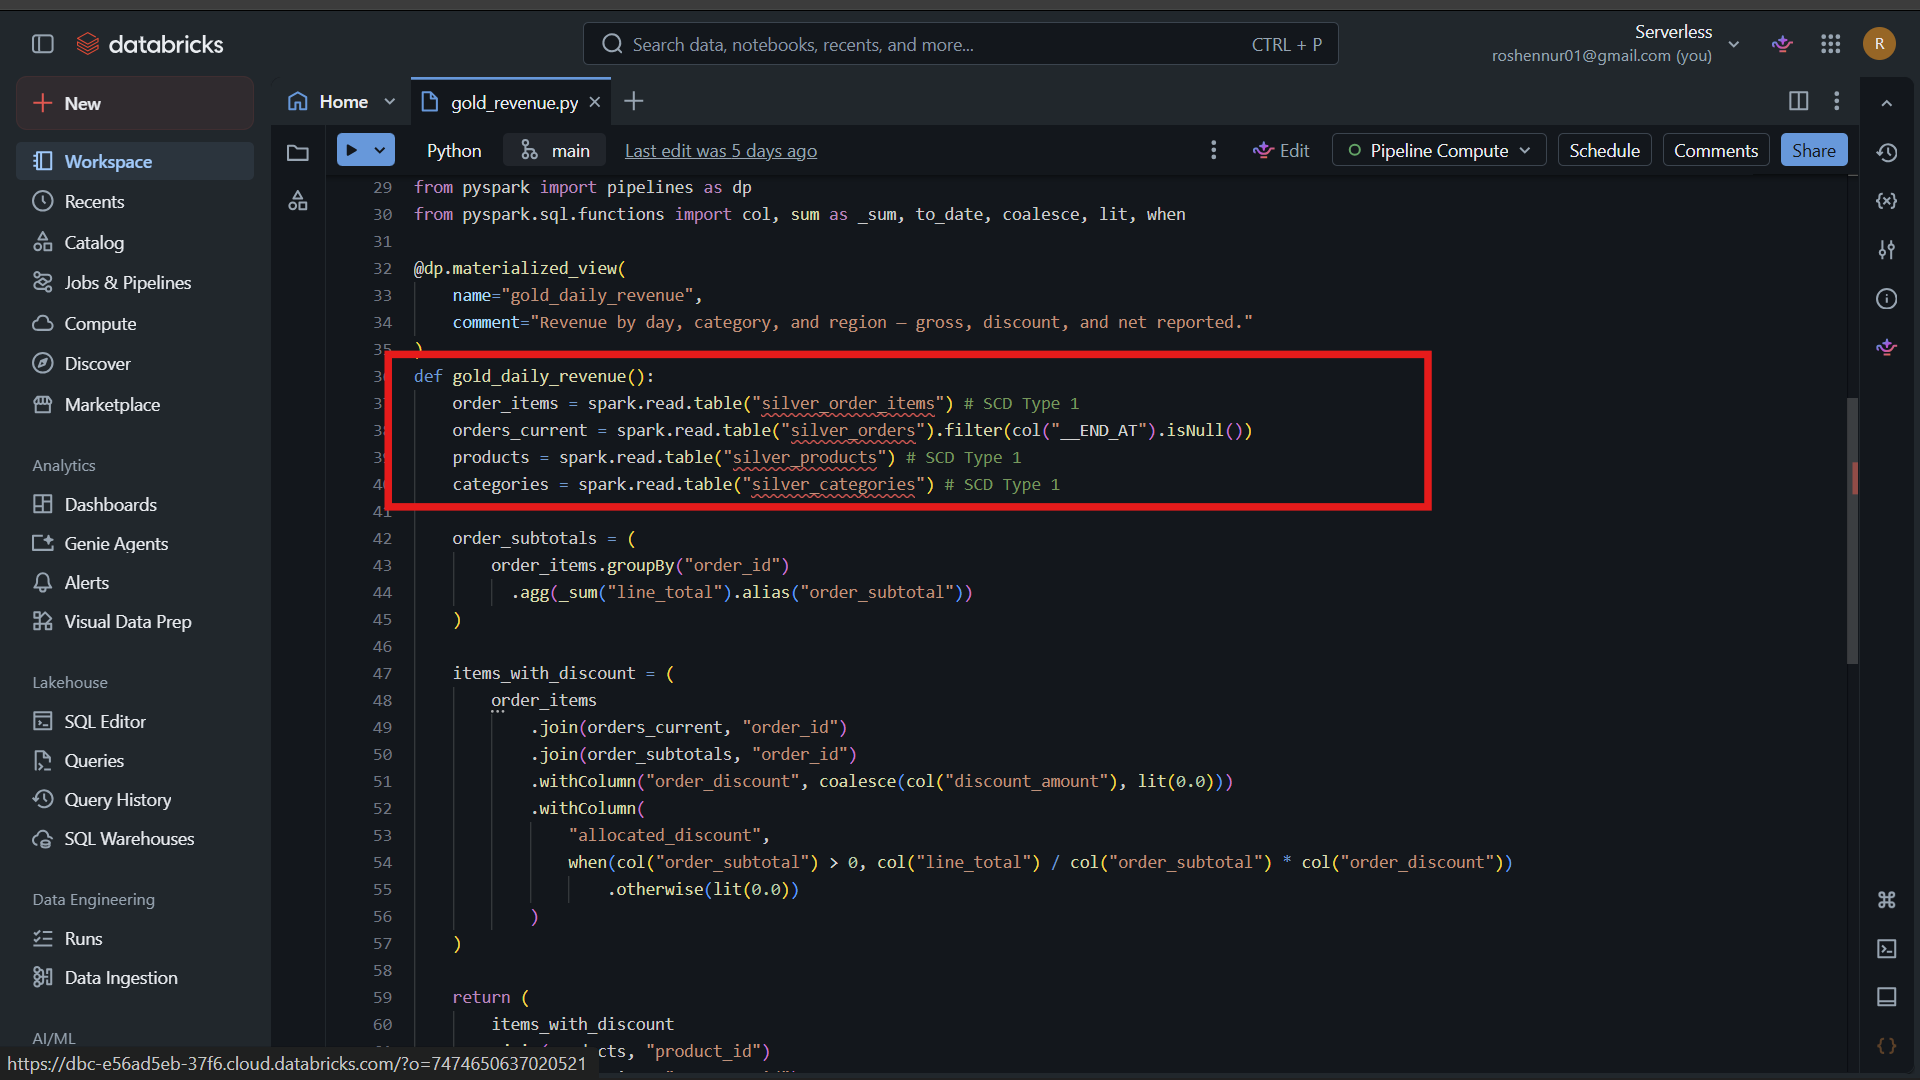 databricks
Search data, notebooks, recents, and more...
CTRL + P
Serverless
roshennur01@gmail.com (you)
R
New
Home
gold_revenue.py
Python
main
Last edit was 5 days ago
Edit
Pipeline Compute
Schedule
Comments
Share
Workspace
Recents
Catalog
Jobs & Pipelines
Compute
Discover
Marketplace
Analytics
Dashboards
Genie Agents
Alerts
Visual Data Prep
Lakehouse
SQL Editor
Queries
Query History
SQL Warehouses
Data Engineering
Runs
Data Ingestion
AI/ML
https://dbc-e56ad5eb-37f6.cloud.databricks.com/?o=7474650637020521
29 from pyspark import pipelines as dp
30 from pyspark.sql.functions import col, sum as _sum, to_date, coalesce, lit, when
31
32 @dp.materialized_view(
33 name="gold_daily_revenue",
34 comment="Revenue by day, category, and region — gross, discount, and net reported."
35 )
36 def gold_daily_revenue():
37 order_items = spark.read.table("silver_order_items") # SCD Type 1
38 orders_current = spark.read.table("silver_orders").filter(col("__END_AT").isNull())
39 products = spark.read.table("silver_products") # SCD Type 1
40 categories = spark.read.table("silver_categories") # SCD Type 1
41
42 order_subtotals = (
43 order_items.groupBy("order_id")
44 .agg(_sum("line_total").alias("order_subtotal"))
45 )
46
47 items_with_discount = (
48 order_items
49 .join(orders_current, "order_id")
50 .join(order_subtotals, "order_id")
51 .withColumn("order_discount", coalesce(col("discount_amount"), lit(0.0)))
52 .withColumn(
53 "allocated_discount",
54 when(col("order_subtotal") > 0, col("line_total") / col("order_subtotal") * col("order_discount"))
55 .otherwise(lit(0.0))
56 )
57 )
58
59 return (
60 items_with_discount
cts, "product_id")